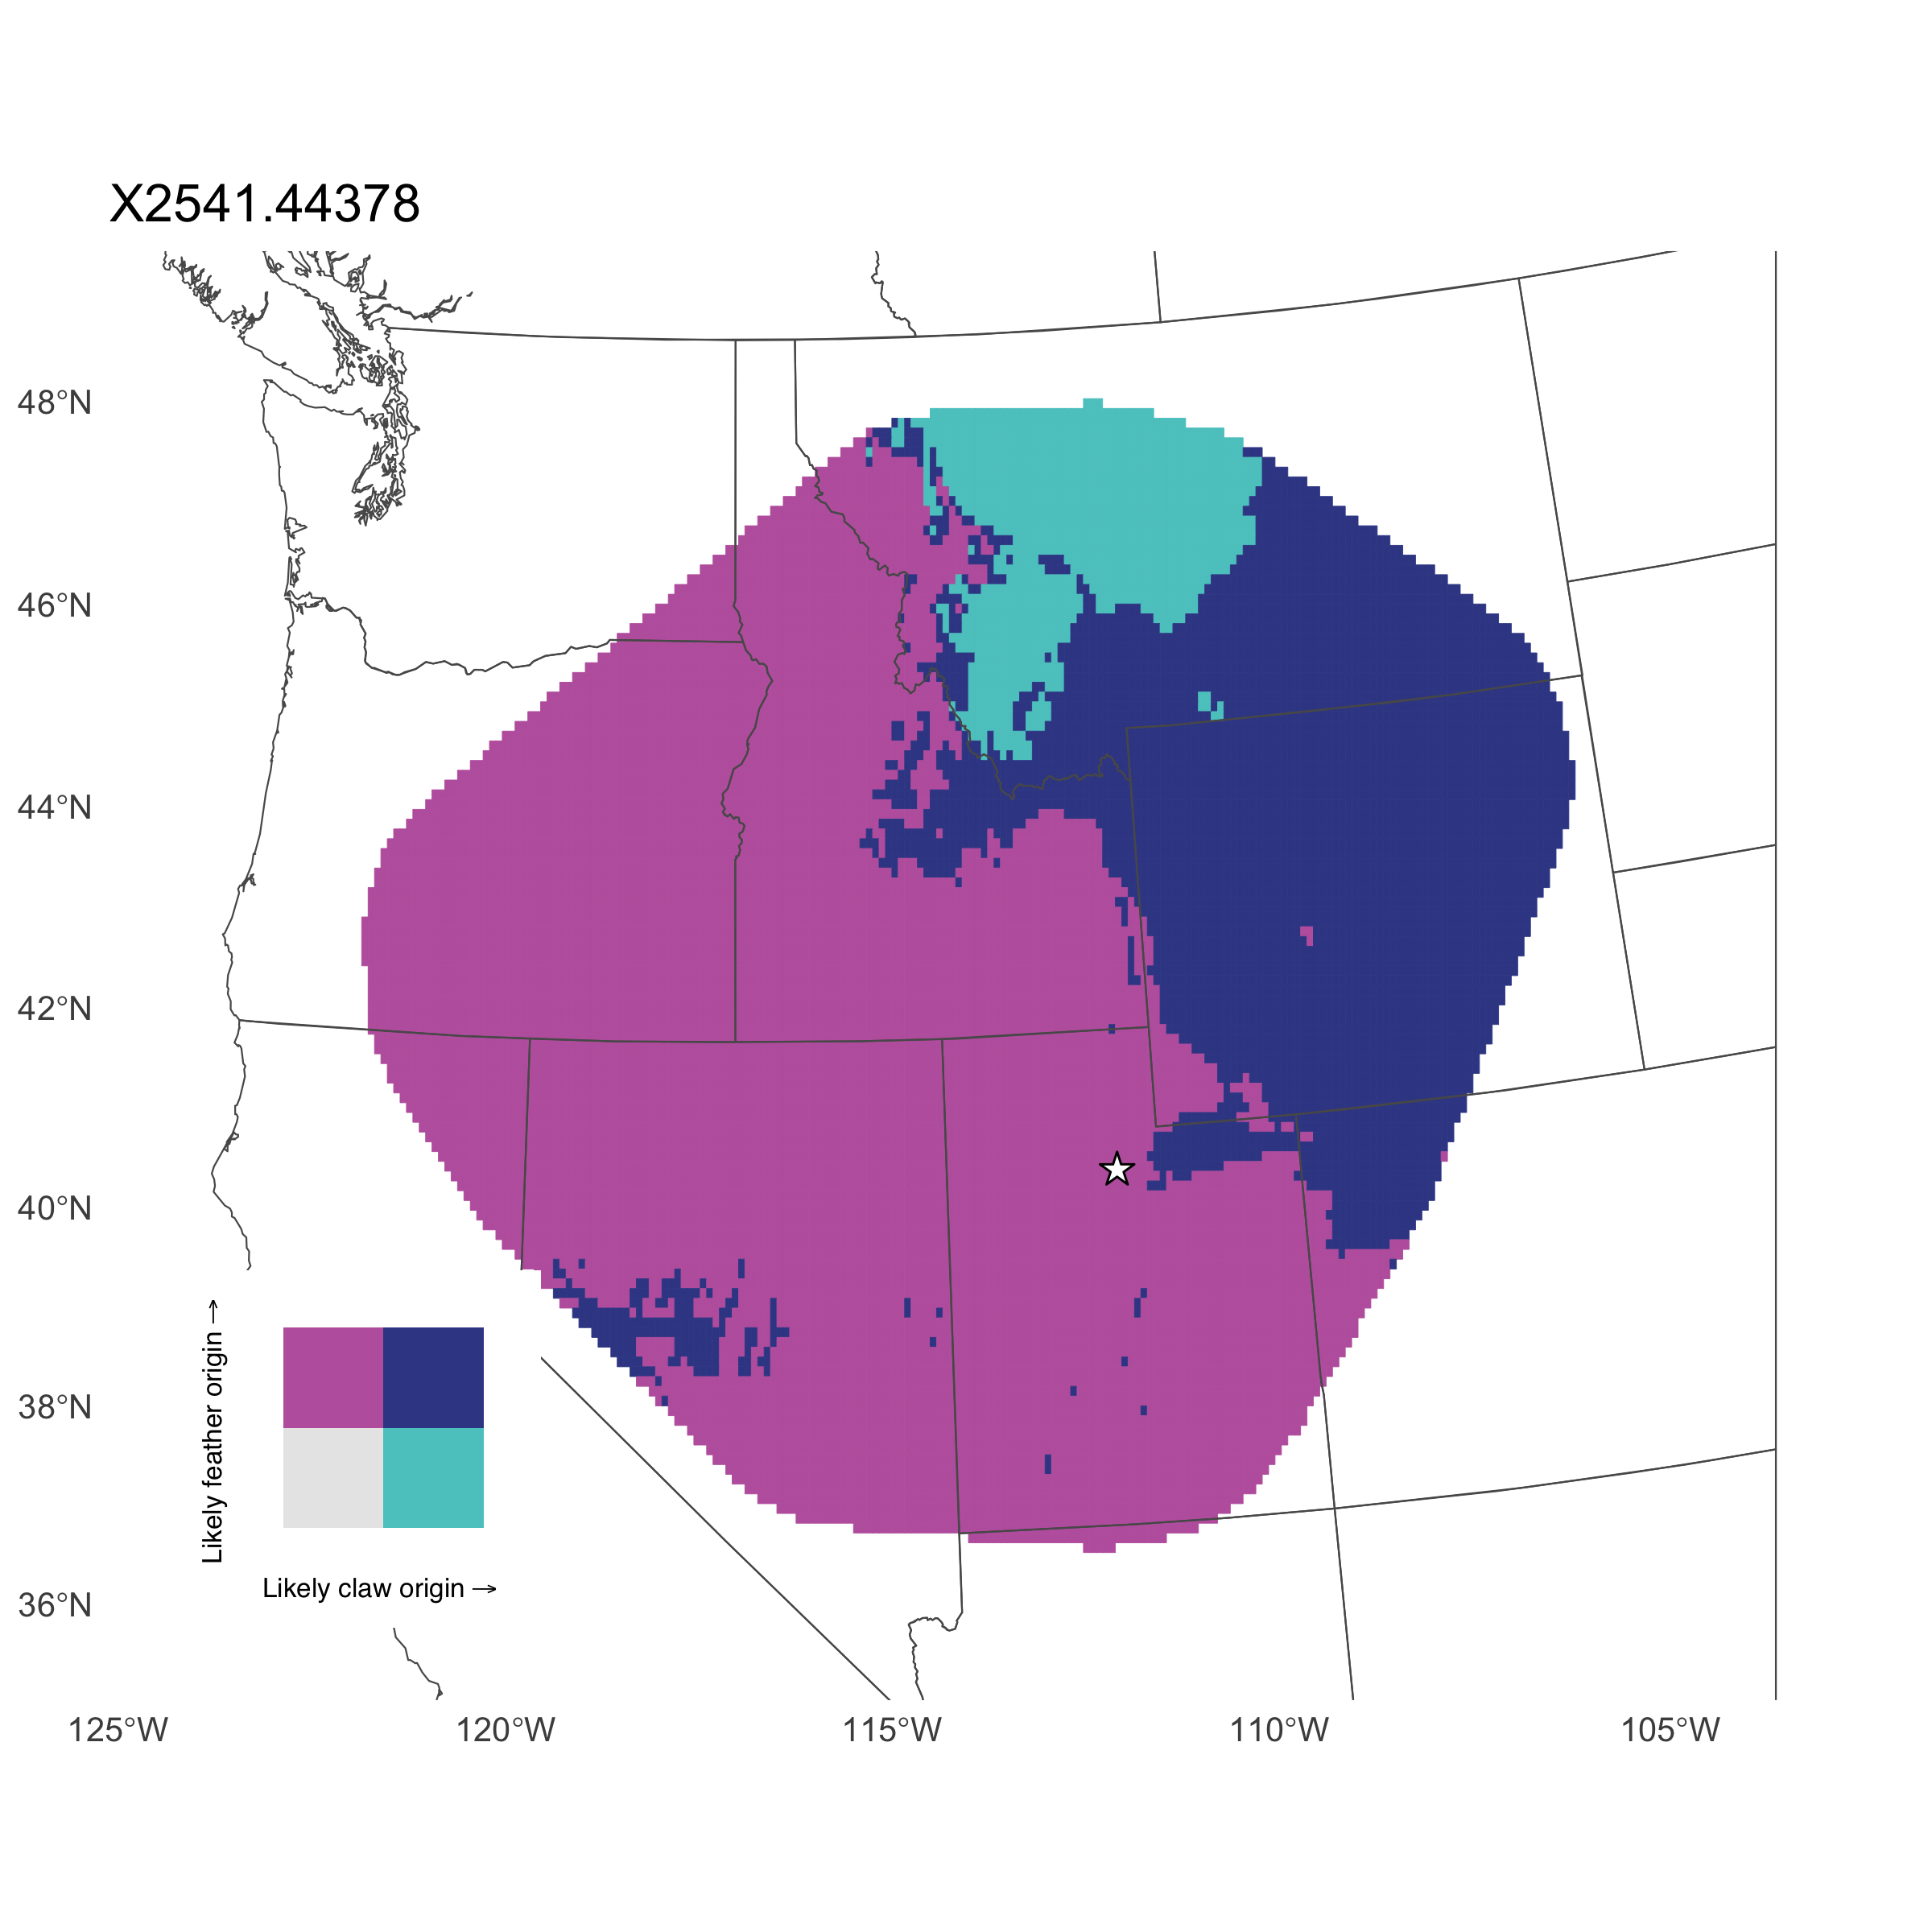 X2541.44378
48°N
46°N
44°N
42°N
40°N
38°N
36°N
Likely feather origin →
Likely claw origin →
125°W
120°W
115°W
110°W
105°W